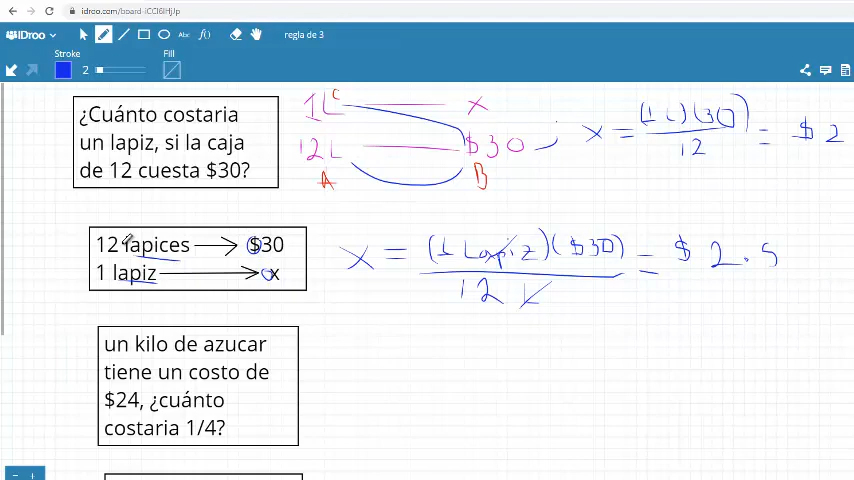 idroo.com/board-iCCl6IHjJp
IDroo
Abc
f()
regla de 3
Stroke
Fill
2
¿Cuánto costaria
un lapiz, si la caja
de 12 cuesta $30?
1L C — x
12L — $30
A B
x = (1 L)(30) / 12 = $ 2
12 lapices → $30
1 lapiz → x
x = (1 Lapiz)($30) / 12 L = $ 2.5
un kilo de azucar
tiene un costo de
$24, ¿cuánto
costaria 1/4?